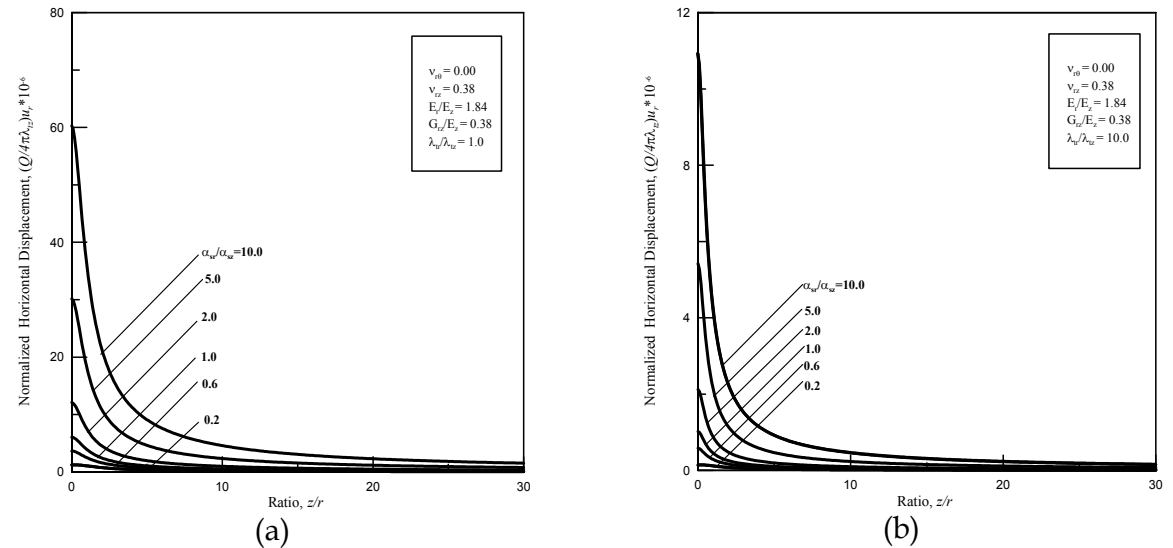 80
60
40
20
0
Normalized Horizontal Displacement, (Q/4πλ_tz)u_r*10⁻⁶
ν_rθ = 0.00
ν_rz = 0.38
E_r/E_z = 1.84
G_rz/E_z = 0.38
λ_tr/λ_tz = 1.0
α_sr/α_sz=10.0
5.0
2.0
1.0
0.6
0.2
0 10 20 30
Ratio, z/r
(a)
12
8
4
0
Normalized Horizontal Displacement, (Q/4πλ_tz)u_r*10⁻⁶
ν_rθ = 0.00
ν_rz = 0.38
E_r/E_z = 1.84
G_rz/E_z = 0.38
λ_tr/λ_tz = 10.0
α_sr/α_sz=10.0
5.0
2.0
1.0
0.6
0.2
0 10 20 30
Ratio, z/r
(b)